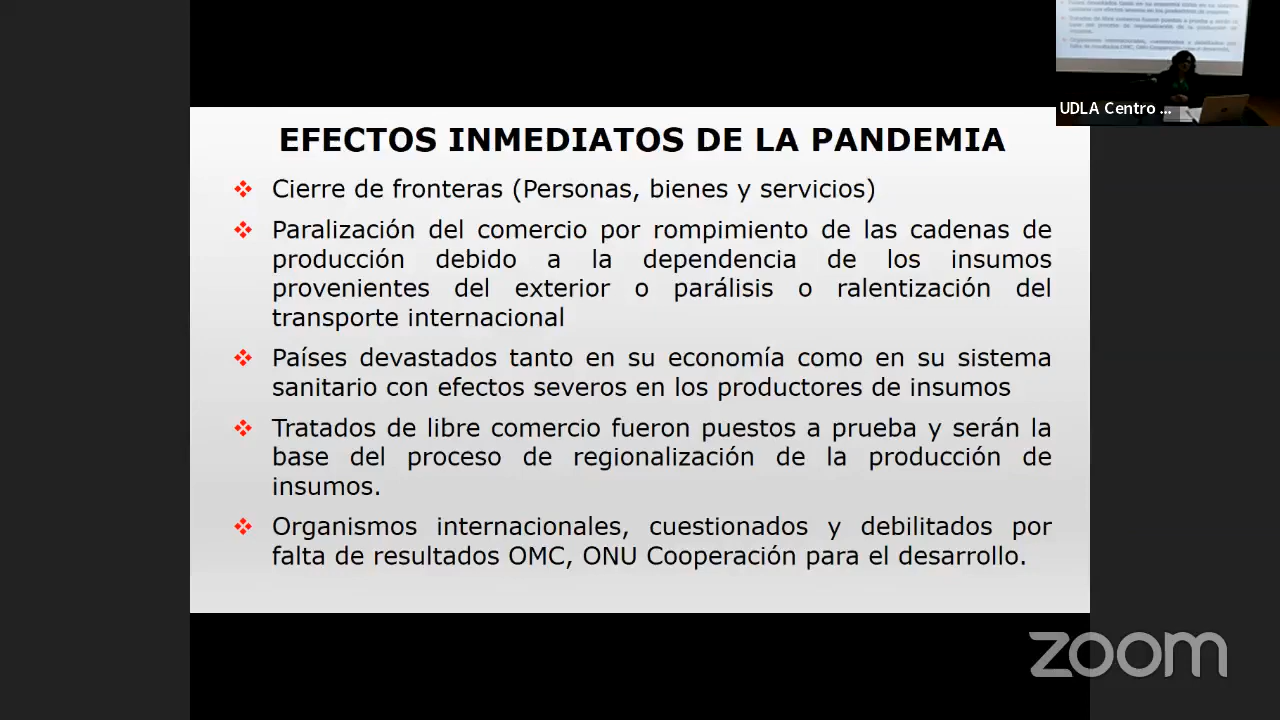 EFECTOS INMEDIATOS DE LA PANDEMIA
Cierre de fronteras (Personas, bienes y servicios)
Paralización del comercio por rompimiento de las cadenas de
producción debido a la dependencia de los insumos
provenientes del exterior o parálisis o ralentización del
transporte internacional
Países devastados tanto en su economía como en su sistema
sanitario con efectos severos en los productores de insumos
Tratados de libre comercio fueron puestos a prueba y serán la
base del proceso de regionalización de la producción de
insumos.
Organismos internacionales, cuestionados y debilitados por
falta de resultados OMC, ONU Cooperación para el desarrollo.
UDLA Centro ...
zoom